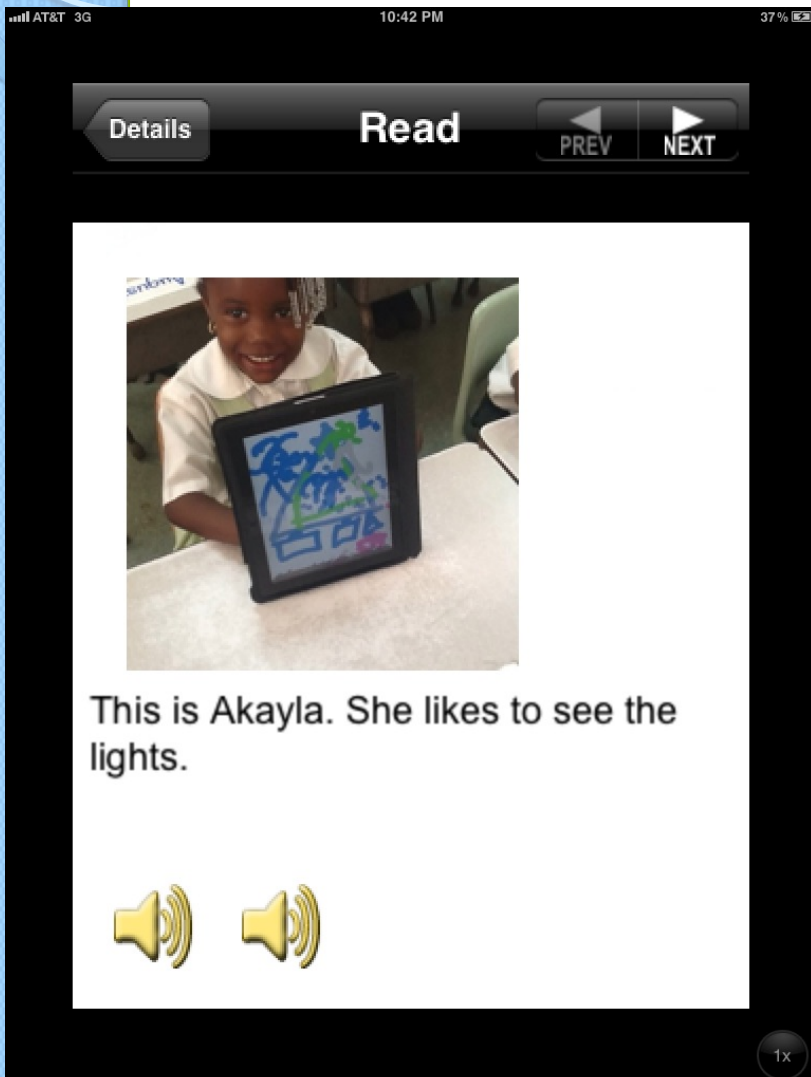 AT&T 3G 10:42 PM 37%
Details Read PREV NEXT
This is Akayla. She likes to see the
lights.
1x